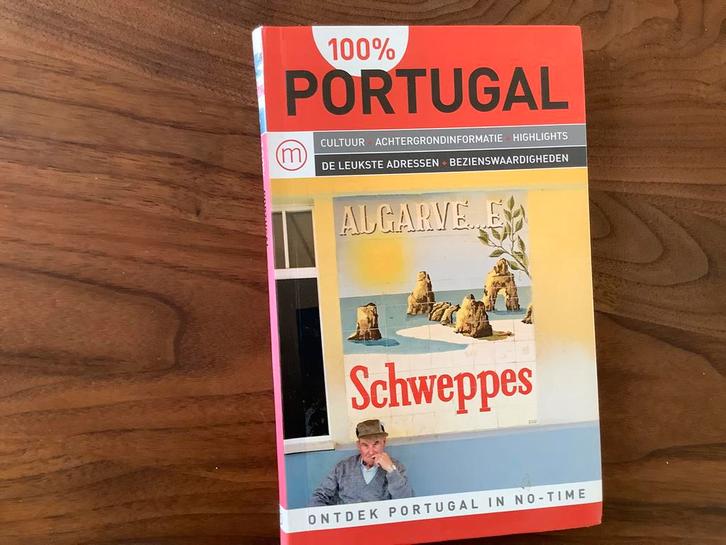 100%
PORTUGAL
m
CULTUUR + ACHTERGRONDINFORMATIE + HIGHLIGHTS
DE LEUKSTE ADRESSEN + BEZIENSWAARDIGHEDEN
ALGARVE...E
Schweppes
ONTDEK PORTUGAL IN NO-TIME